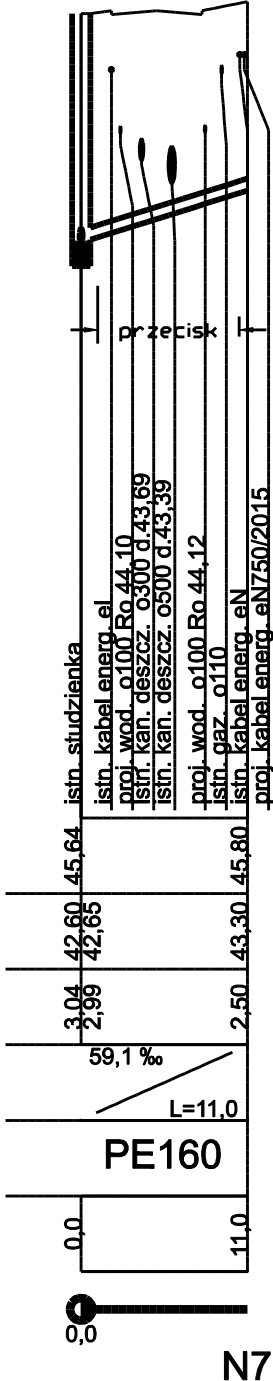 przecisk
istn. studzienka
istn. kabel energ. eI
proj. wod. o100 Ro 44,10
istn. kan. deszcz. o300 d.43,69
istn. kan. deszcz. o500 d.43,39
proj. wod. o100 Ro 44,12
istn. gaz. o110
istn. kabel energ. eN
proj. kabel energ. eN750/2015
45,64
45,80
42,60
42,65
43,30
3,04
2,99
2,50
59,1 ‰
L=11,0
PE160
0,0
11,0
0,0
N7